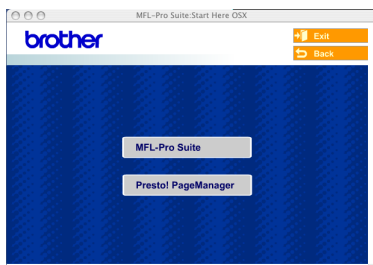 MFL-Pro Suite:Start Here OSX
brother
Exit
Back
MFL-Pro Suite
Presto! PageManager